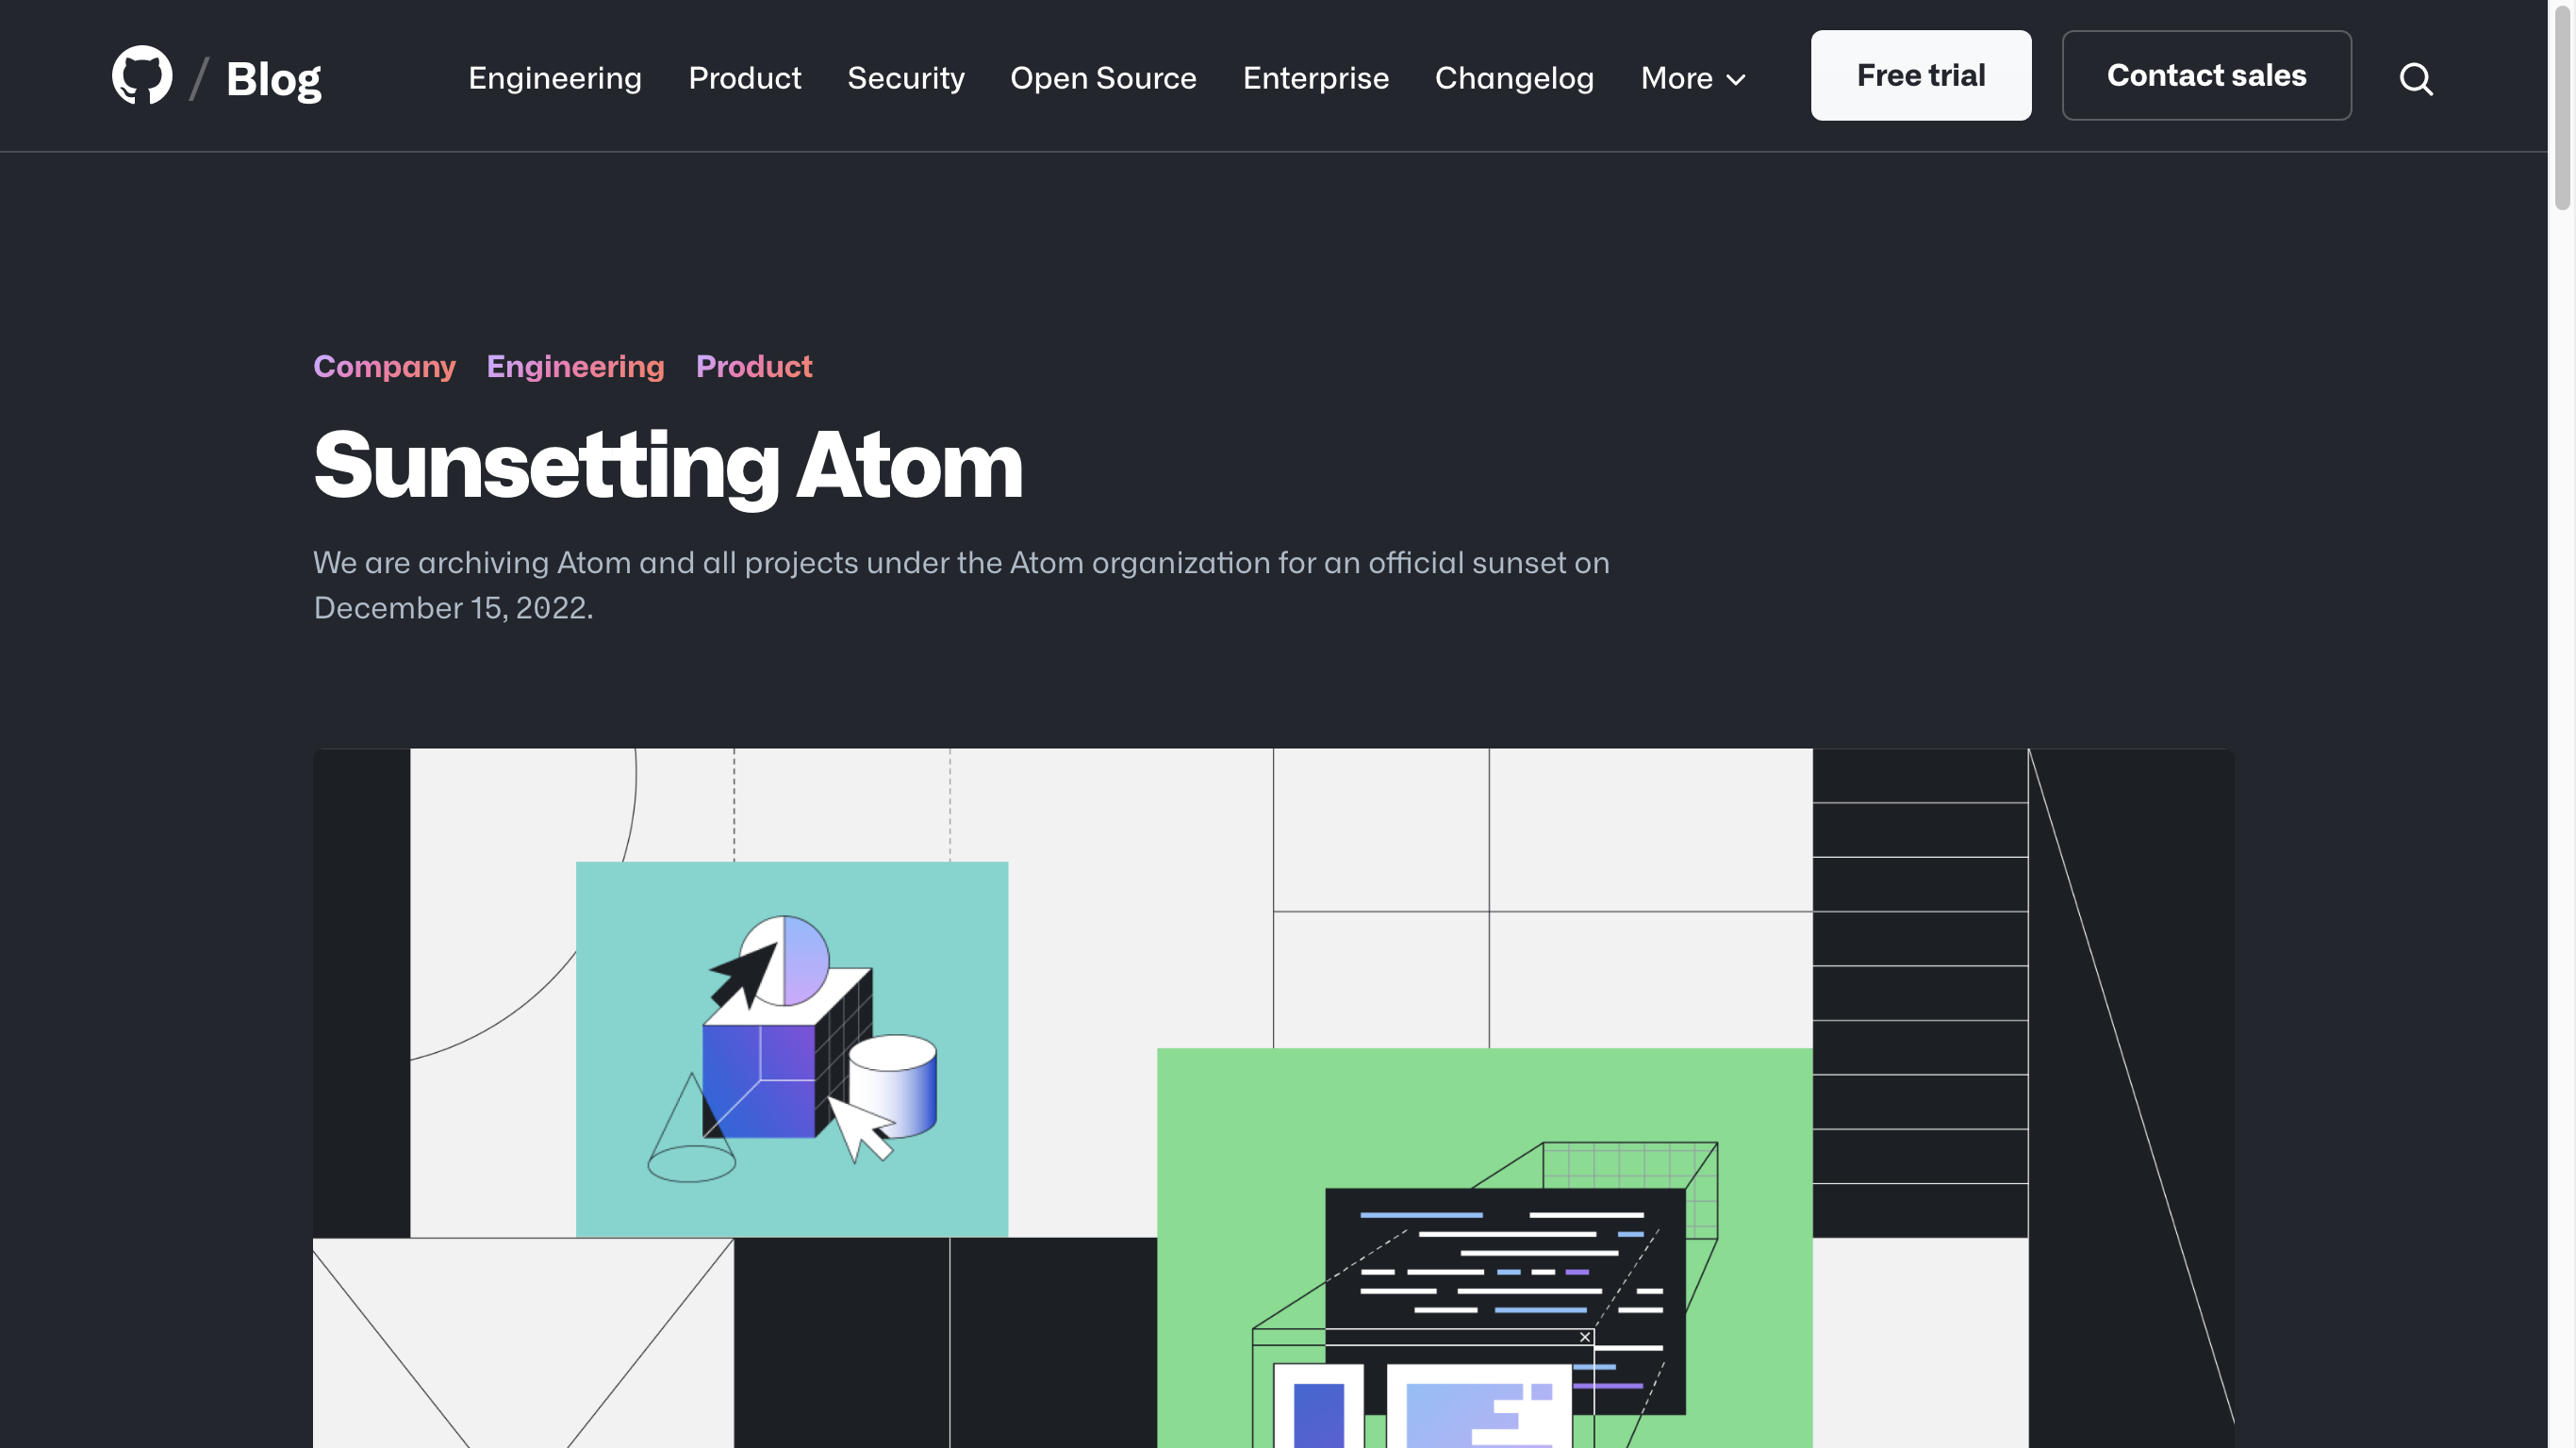 / Blog Engineering Product Security Open Source Enterprise Changelog More Free trial Contact sales
Company Engineering Product
Sunsetting Atom
We are archiving Atom and all projects under the Atom organization for an official sunset on
December 15, 2022.